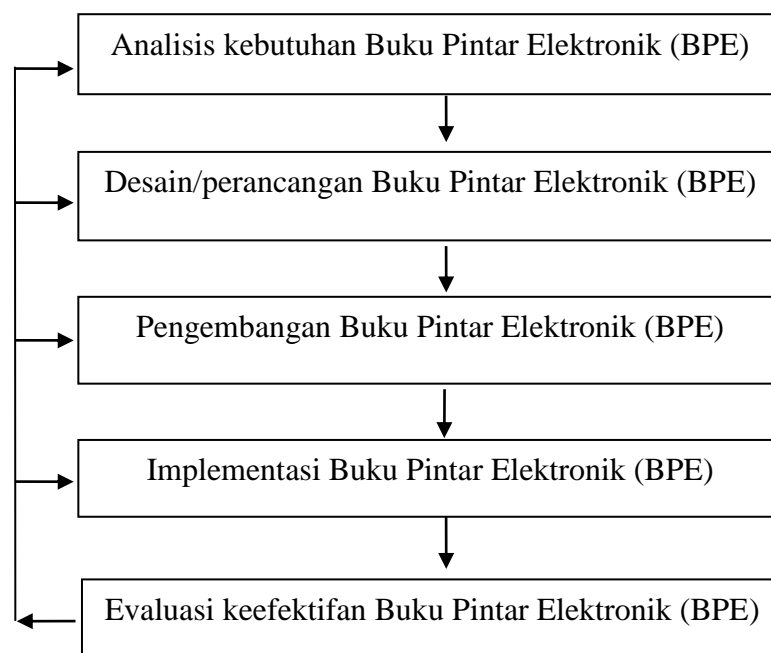 Analisis kebutuhan Buku Pintar Elektronik (BPE)
Desain/perancangan Buku Pintar Elektronik (BPE)
Pengembangan Buku Pintar Elektronik (BPE)
Implementasi Buku Pintar Elektronik (BPE)
Evaluasi keefektifan Buku Pintar Elektronik (BPE)